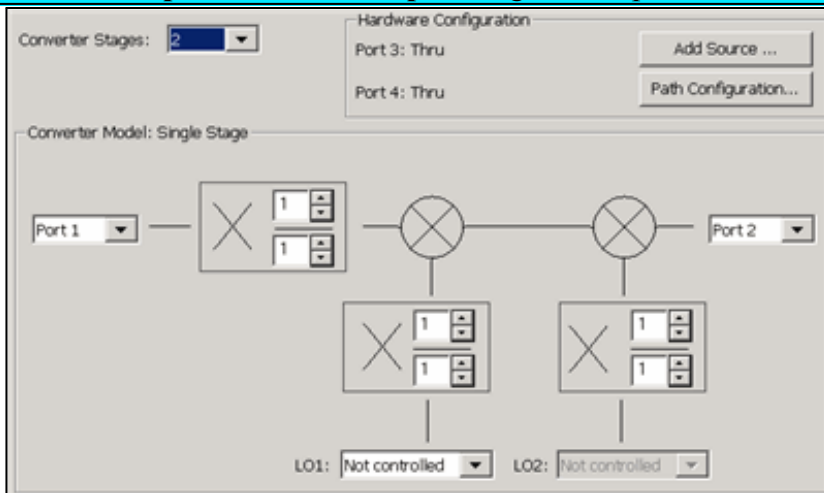 Hardware Configuration
Converter Stages: 2
Port 3: Thru
Add Source ...
Port 4: Thru
Path Configuration...
Converter Model: Single Stage
1
Port 1
Port 2
1
1
1
1
1
LO1: Not controlled
LO2: Not controlled